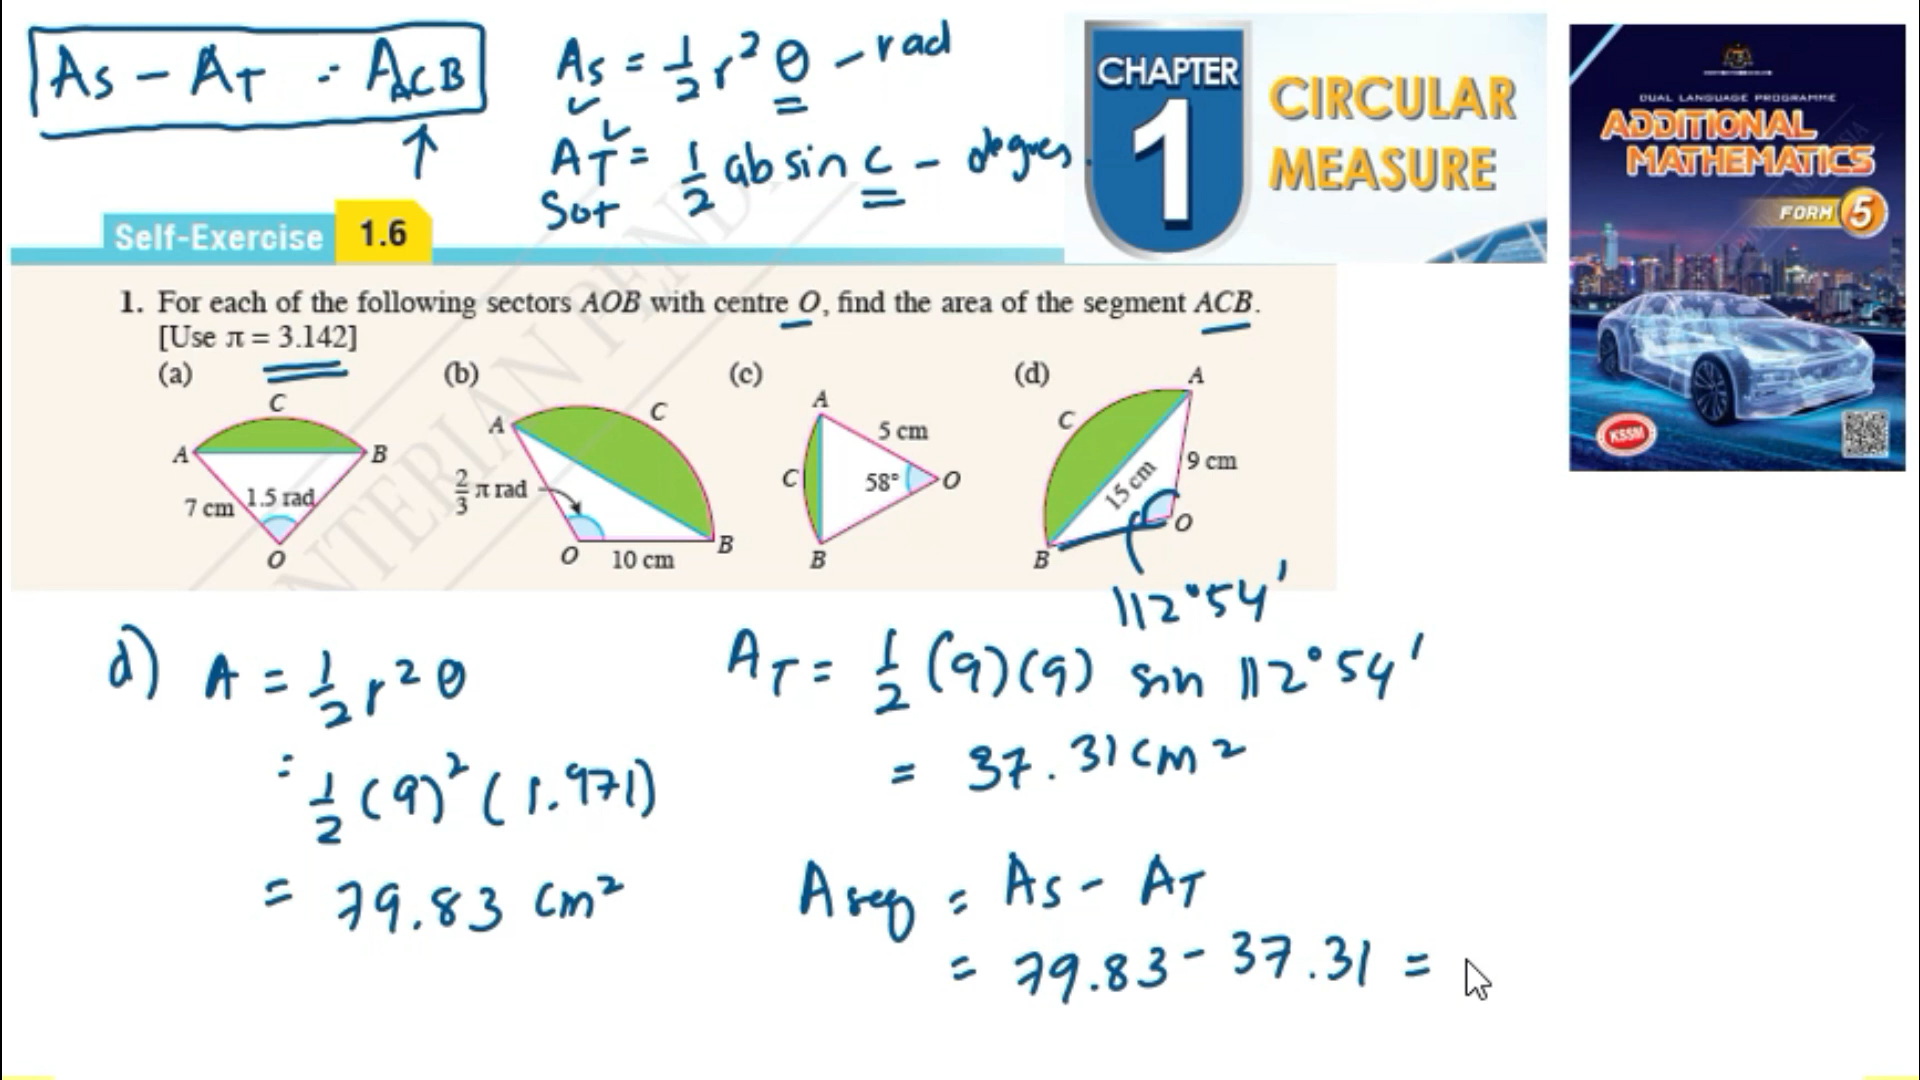 As - AT = AACB
As = 1/2 r² θ - rad
AT = 1/2 ab sin C - degrees.
Sot
CHAPTER
1
CIRCULAR
MEASURE
DUAL LANGUAGE PROGRAMME
ADDITIONAL
MATHEMATICS
FORM 5
KSSM
Self-Exercise 1.6
1. For each of the following sectors AOB with centre O, find the area of the segment ACB.
[Use π = 3.142]
(a) (b) (c) (d)
C
A
B
7 cm
1.5 rad
O
A
C
2/3 π rad
O
10 cm
B
A
5 cm
C
58°
O
B
A
C
9 cm
15 cm
O
B
112°54'
d) A = 1/2 r² θ
= 1/2 (9)² (1.971)
= 79.83 cm²
AT = 1/2 (9)(9) sin 112°54'
= 37.31 cm²
Aseg = As - AT
= 79.83 - 37.31 =